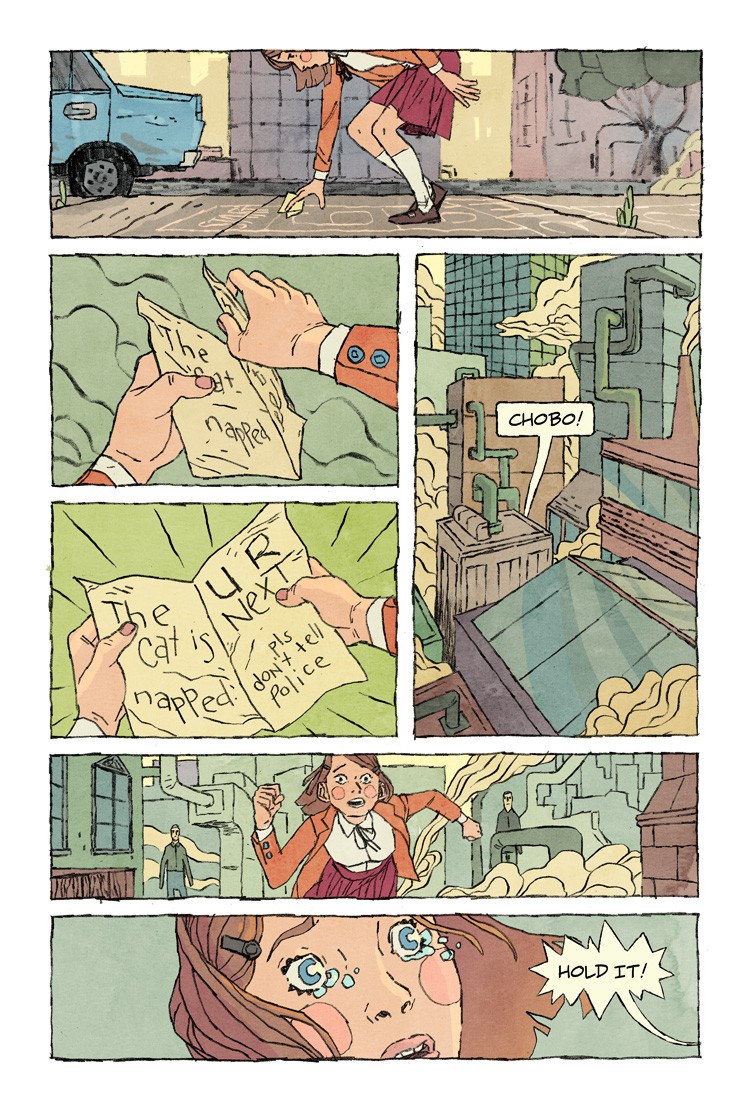 The
Cat
napped
CHOBO!
The
cat is
napped.
U R
NexT
pls
don't tell
Police
HOLD IT!